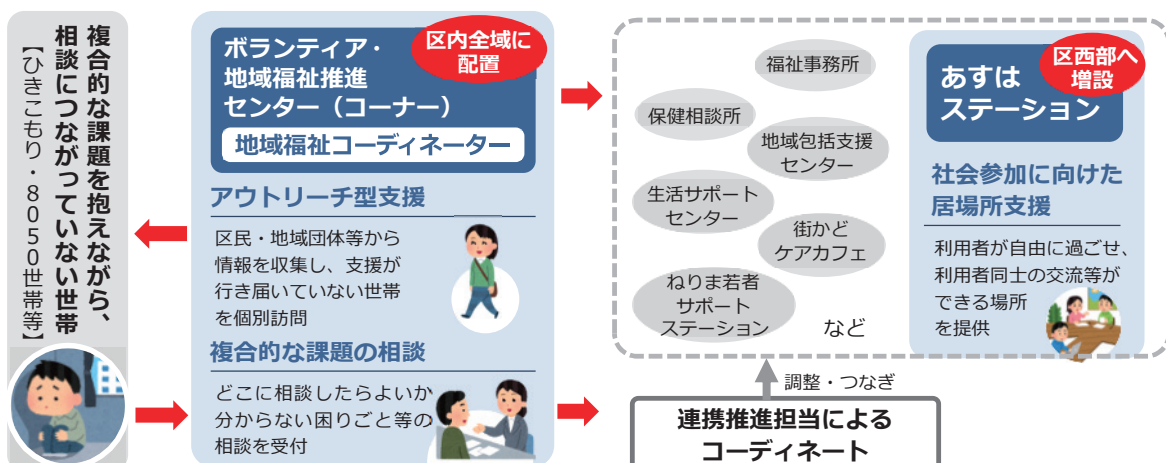 複合的な課題を抱えながら、
相談につながっていない世帯
【ひきこもり・8050世帯等】
ボランティア・
地域福祉推進
センター（コーナー）
区内全域に
配置
地域福祉コーディネーター
アウトリーチ型支援
区民・地域団体等から
情報を収集し、支援が
行き届いていない世帯
を個別訪問
複合的な課題の相談
どこに相談したらよいか
分からない困りごと等の
相談を受付
福祉事務所
保健相談所
地域包括支援
センター
生活サポート
センター
街かど
ケアカフェ
ねりま若者
サポート
ステーション
など
あすは
ステーション
区西部へ
増設
社会参加に向けた
居場所支援
利用者が自由に過ごせ、
利用者同士の交流等が
できる場所
を提供
調整・つなぎ
連携推進担当による
コーディネート